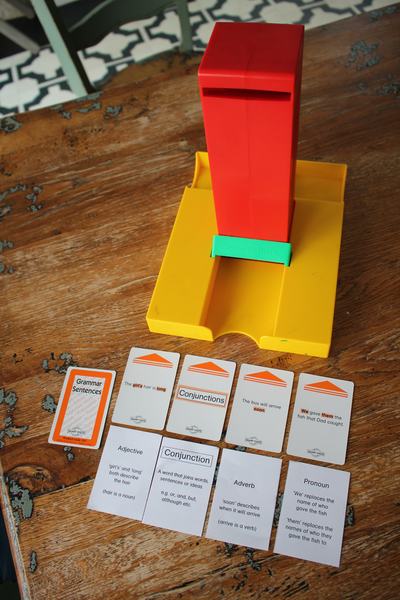 Grammar
Sentences
The girl's hair is long
Conjunctions
The bus will arrive
soon
We gave them the
fish that Dad caught.
Adjective
'girl's' and 'long'
both describe
the hair
(hair is a noun)
Conjunction
A word that joins words,
sentences or ideas
e.g. or, and, but,
although etc.
Adverb
'soon' describes
when it will arrive
(arrive is a verb)
Pronoun
'We' replaces the
name of who
gave the fish
'them' replaces the
names of who they
gave the fish to